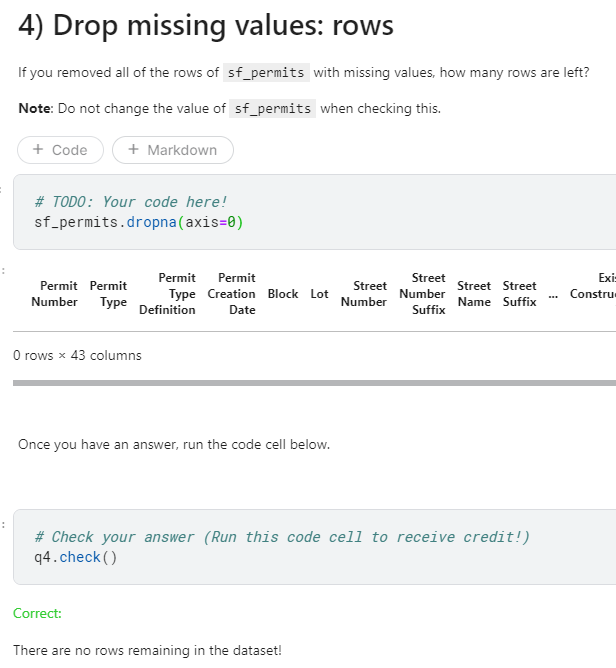 4) Drop missing values: rows
If you removed all of the rows of sf_permits with missing values, how many rows are left?
Note: Do not change the value of sf_permits when checking this.
+ Code + Markdown
:
# TODO: Your code here!
sf_permits.dropna(axis=0)
:
Permit Number Permit Type Permit Type Definition Permit Creation Date Block Lot Street Number Street Number Suffix Street Name Street Suffix ... Exis Constru
0 rows × 43 columns
Once you have an answer, run the code cell below.
:
# Check your answer (Run this code cell to receive credit!)
q4.check()
Correct:
There are no rows remaining in the dataset!